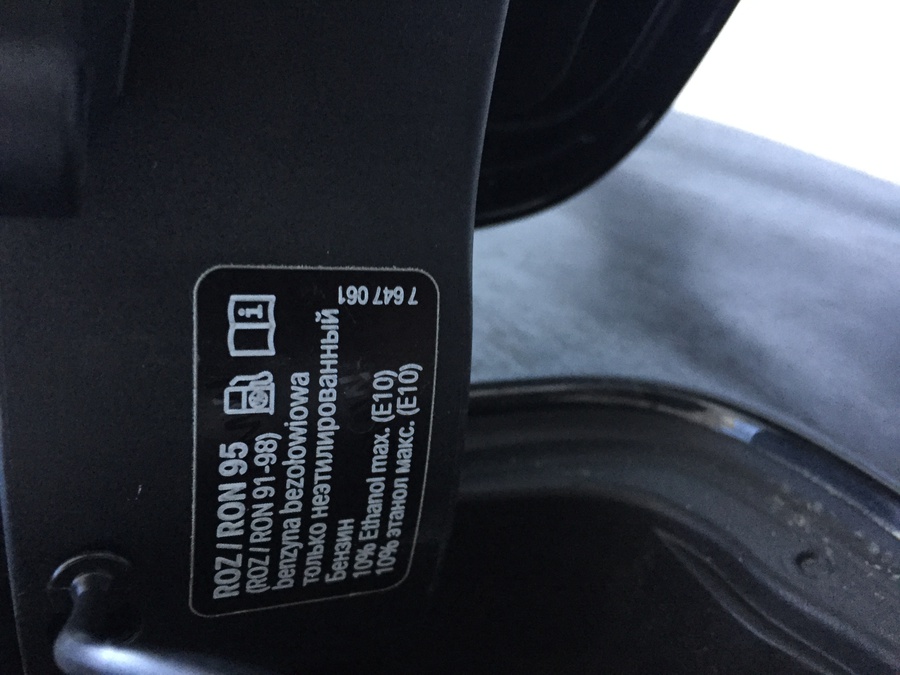 ROZ / RON 95
(ROZ / RON 91-98)
benzyna bezołowiowa
только неэтилированный
Бензин
10% Ethanol max. (E10)
10% этанол макс. (E10)
7 647 061